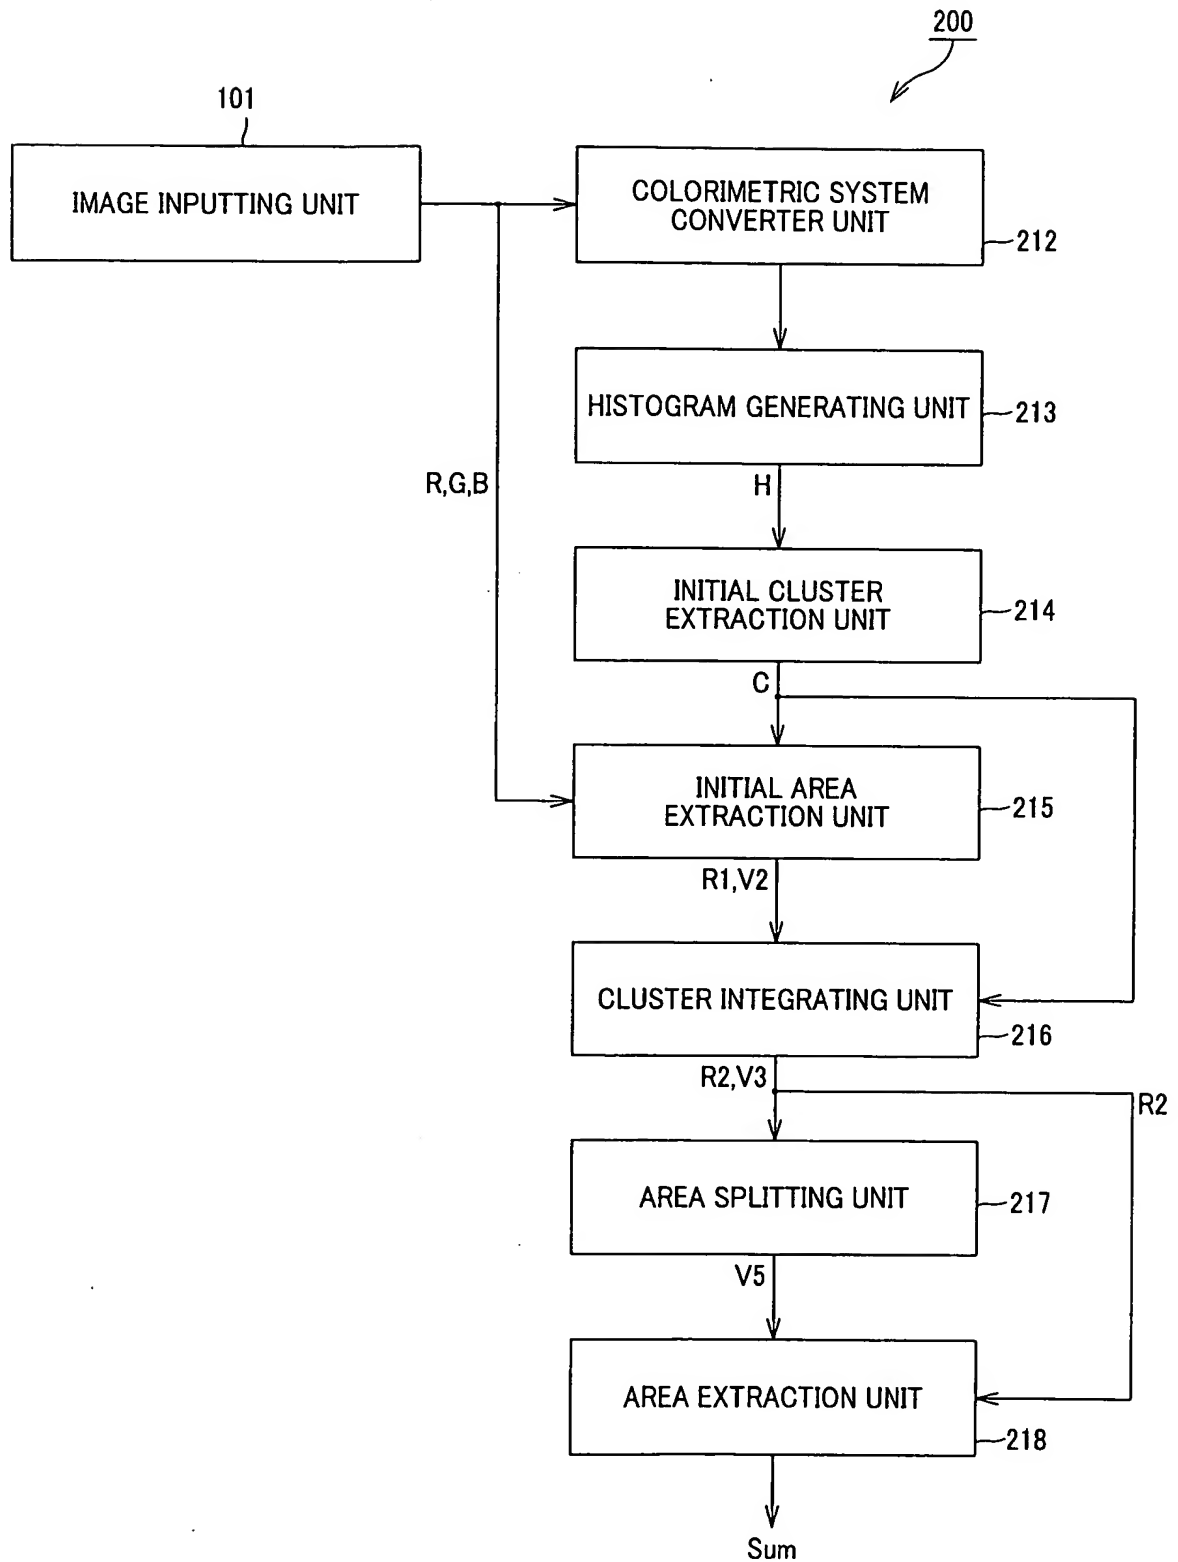 200
101
IMAGE INPUTTING UNIT
COLORIMETRIC SYSTEM
CONVERTER UNIT
212
HISTOGRAM GENERATING UNIT
213
R,G,B
H
INITIAL CLUSTER
EXTRACTION UNIT
214
C
INITIAL AREA
EXTRACTION UNIT
215
R1,V2
CLUSTER INTEGRATING UNIT
216
R2,V3
R2
AREA SPLITTING UNIT
217
V5
AREA EXTRACTION UNIT
218
Sum